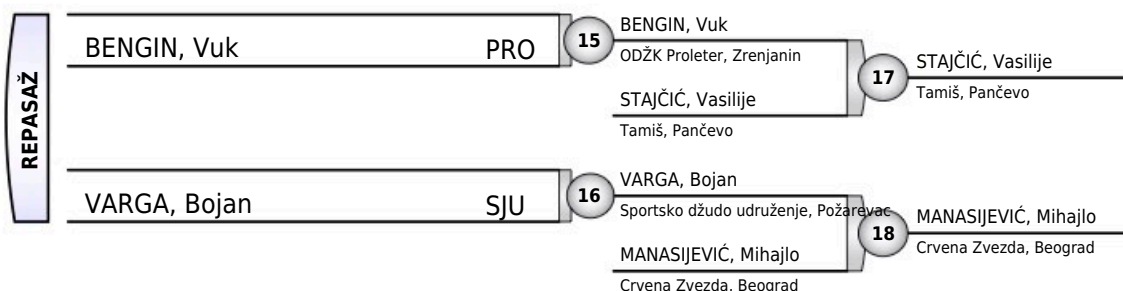 REPASAŽ
BENGIN, Vuk PRO
15
BENGIN, Vuk
ODŽK Proleter, Zrenjanin
STAJČIĆ, Vasilije
Tamiš, Pančevo
17
STAJČIĆ, Vasilije
Tamiš, Pančevo
VARGA, Bojan SJU
16
VARGA, Bojan
Sportsko džudo udruženje, Požarevac
MANASIJEVIĆ, Mihajlo
Crvena Zvezda, Beograd
18
MANASIJEVIĆ, Mihajlo
Crvena Zvezda, Beograd